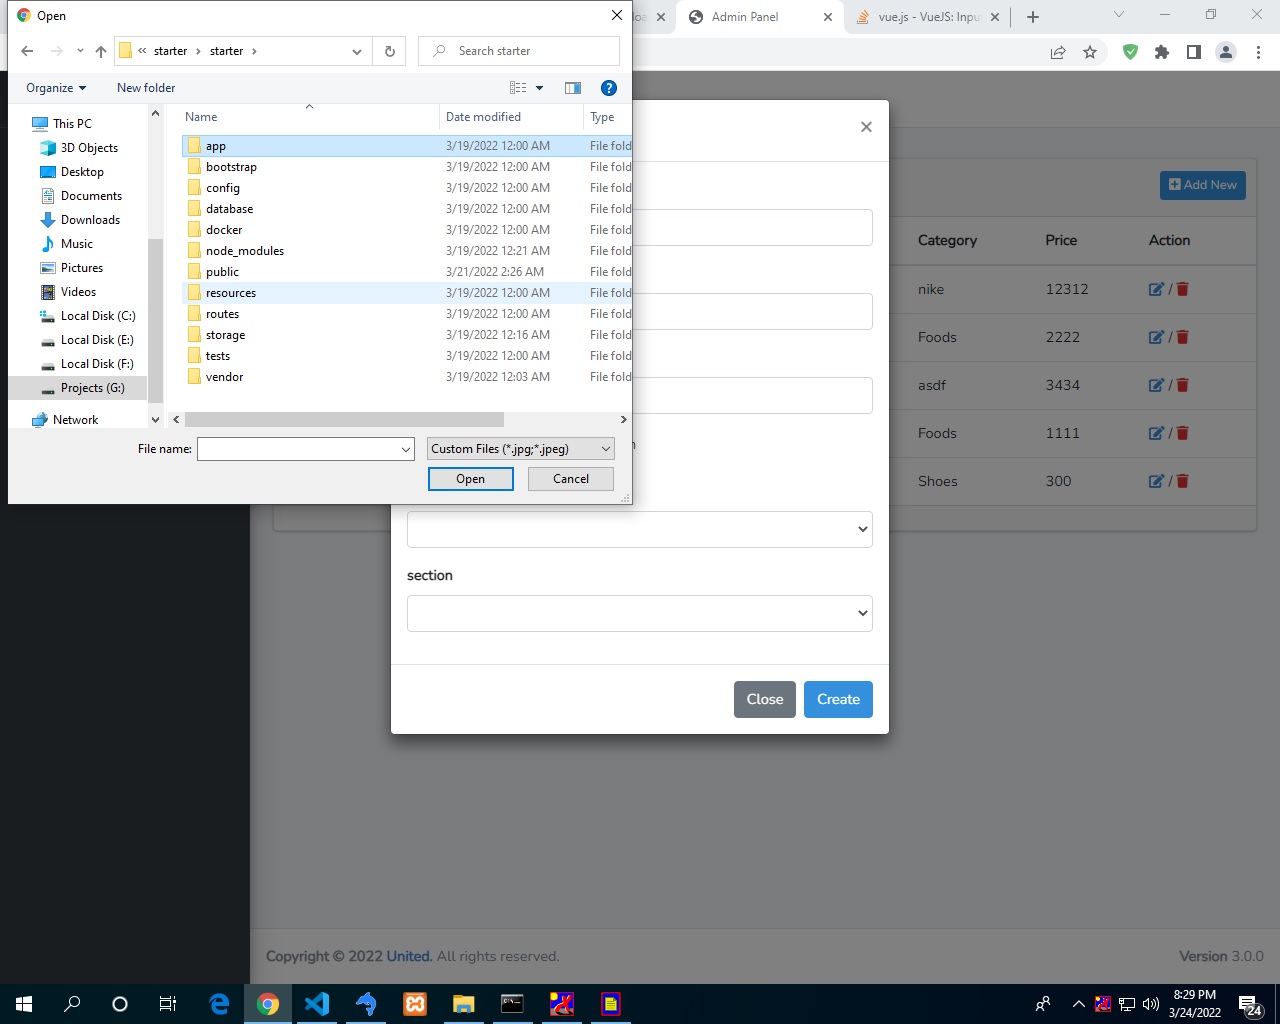 Open
Admin Panel
vue.js - VueJS: Inpu
starter
starter
Search starter
Organize
New folder
This PC
3D Objects
Desktop
Documents
Downloads
Music
Pictures
Videos
Local Disk (C:)
Local Disk (E:)
Local Disk (F:)
Projects (G:)
Network
Name Date modified Type
app 3/19/2022 12:00 AM File fold
bootstrap 3/19/2022 12:00 AM File fold
config 3/19/2022 12:00 AM File fold
database 3/19/2022 12:00 AM File fold
docker 3/19/2022 12:00 AM File fold
node_modules 3/19/2022 12:21 AM File fold
public 3/21/2022 2:26 AM File fold
resources 3/19/2022 12:00 AM File fold
routes 3/19/2022 12:00 AM File fold
storage 3/19/2022 12:16 AM File fold
tests 3/19/2022 12:00 AM File fold
vendor 3/19/2022 12:03 AM File fold
File name:
Custom Files (*.jpg;*.jpeg)
Open
Cancel
Add New
Category Price Action
nike 12312 /
Foods 2222 /
asdf 3434 /
Foods 1111 /
Shoes 300 /
section
Close
Create
Copyright © 2022 United. All rights reserved.
Version 3.0.0
8:29 PM
3/24/2022
24